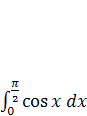 ∫₀^(π/2) cos x dx